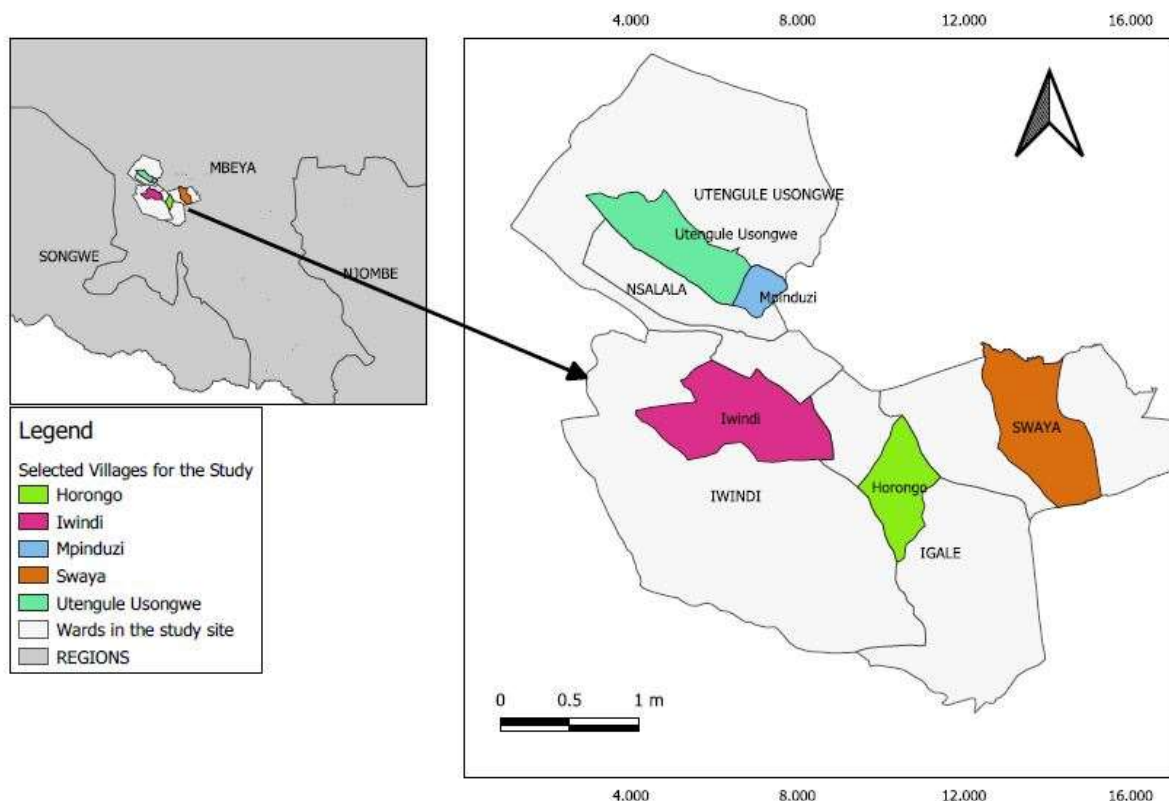 4.000 8.000 12.000 16.000
MBEYA
SONGWE
NJOMBE
UTENGULE USONGWE
Utengule Usongwe
NSALALA
Mpinduzi
Iwindi
SWAYA
Horongo
IWINDI
IGALE
Legend
Selected Villages for the Study
Horongo
Iwindi
Mpinduzi
Swaya
Utengule Usongwe
Wards in the study site
REGIONS
0 0.5 1 m
4.000 8.000 12.000 16.000